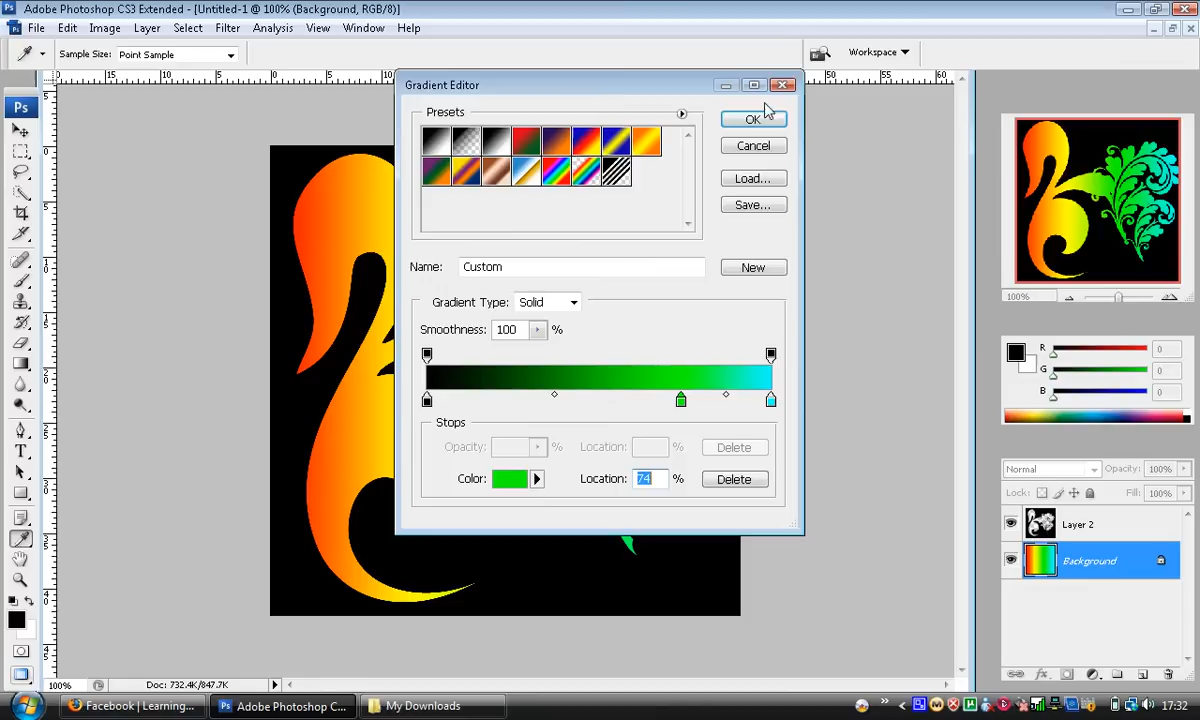 Ps Adobe Photoshop CS3 Extended - [Untitled-1 @ 100% (Background, RGB/8)]
File Edit Image Layer Select Filter Analysis View Window Help
Sample Size: Point Sample
Workspace
Ps
Gradient Editor
Presets
OK
Cancel
Load...
Save...
Name: Custom
New
Gradient Type: Solid
Smoothness: 100 %
Stops
Opacity: % Location: % Delete
Color: Location: 74 % Delete
100%
R 0
G 0
B 0
Normal Opacity: 100%
Lock: Fill: 100%
Layer 2
Background
100% Doc: 732.4K/847.7K
Facebook | Learning...
Ps Adobe Photoshop C...
My Downloads
17:32